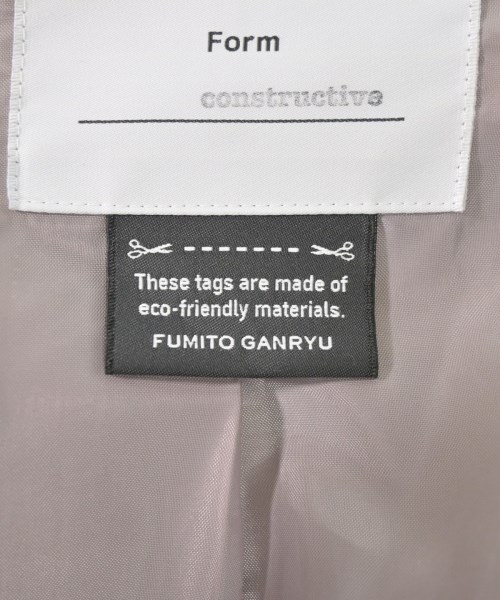 Form
constructive
These tags are made of
eco-friendly materials.
FUMITO GANRYU